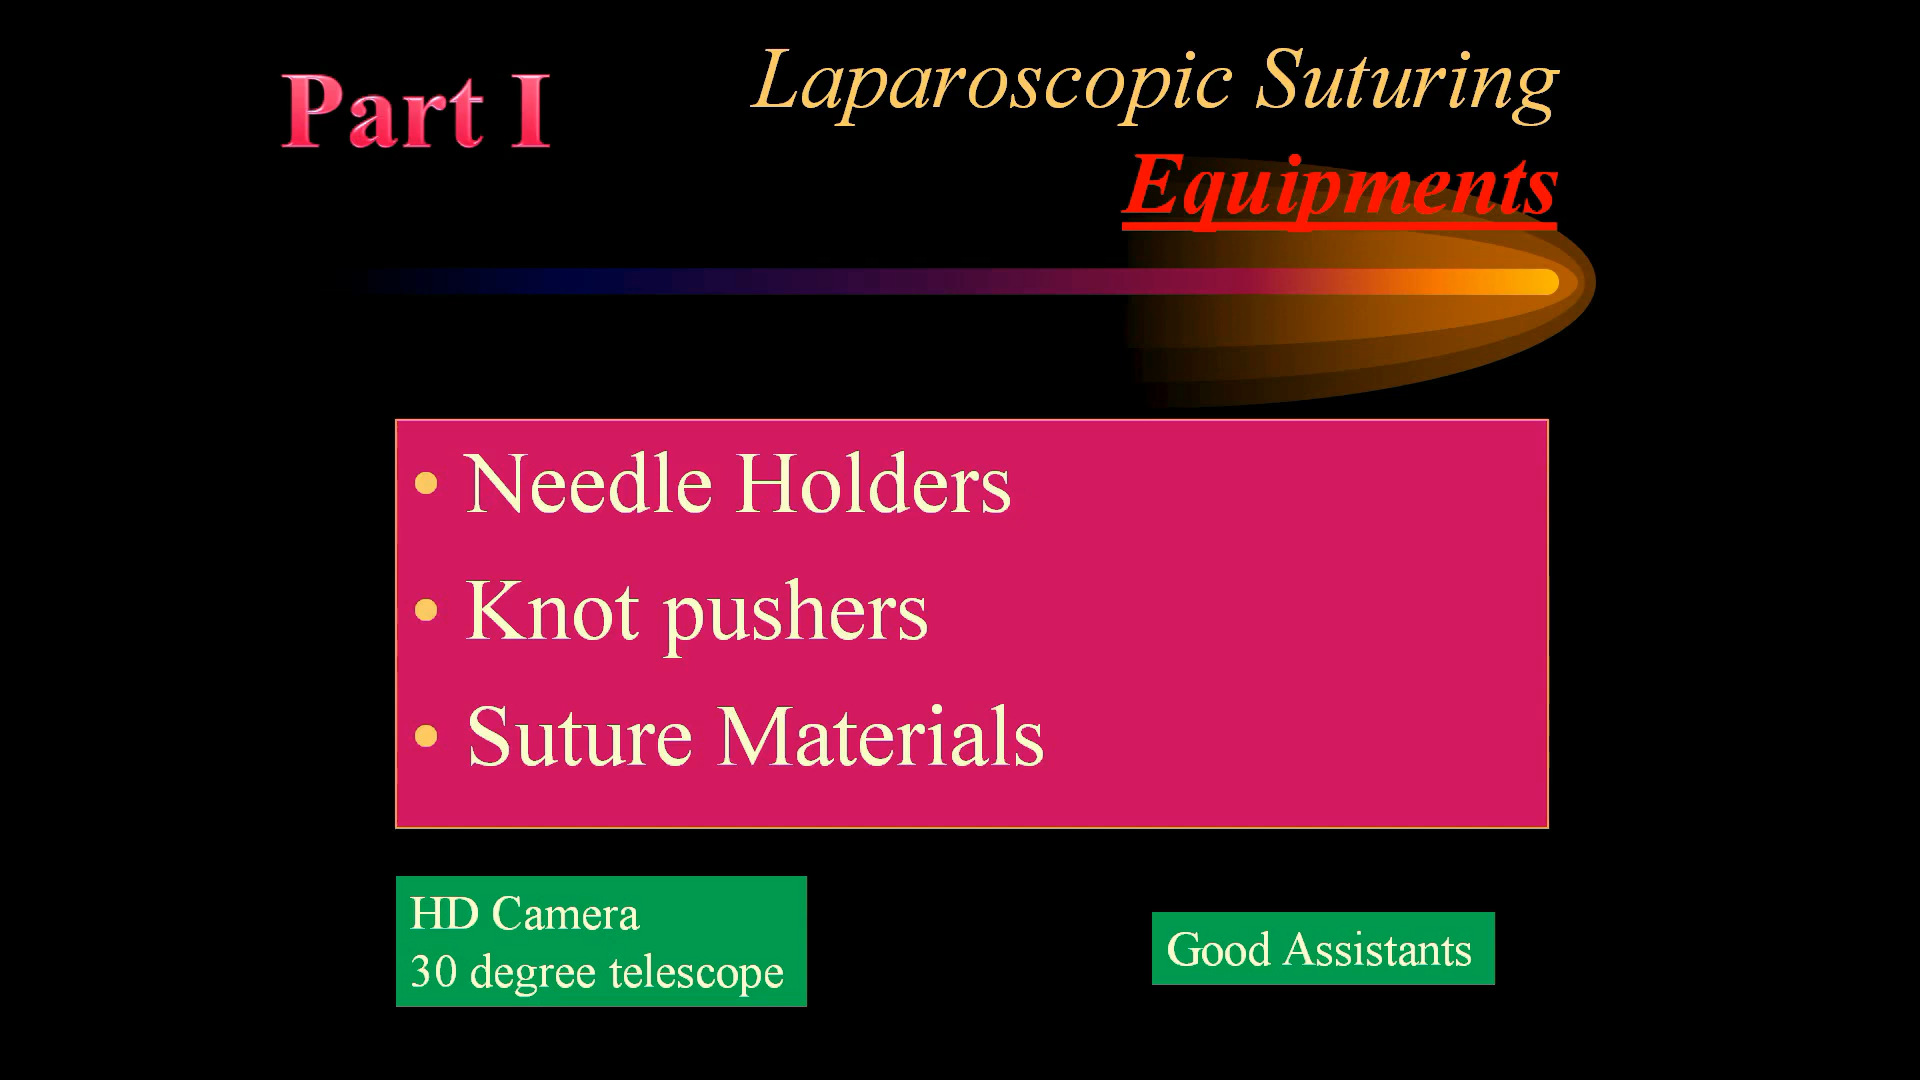 Part I
Laparoscopic Suturing
Equipments
• Needle Holders
• Knot pushers
• Suture Materials
HD Camera
30 degree telescope
Good Assistants